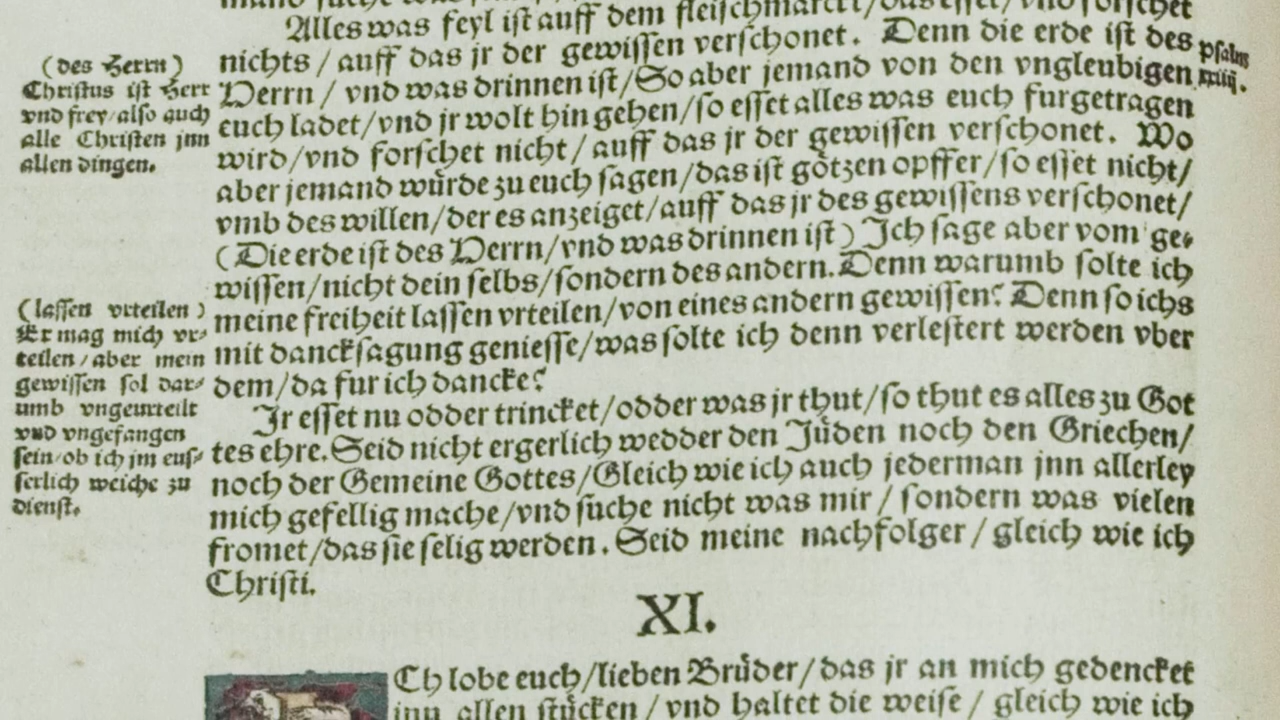 Alles was feyl ist auff dem fleischmarckt/das esset/vnd forschet
nichts / auff das jr der gewissen verschonet. Denn die erde ist des
HErrn / vnd was drinnen ist/So aber jemand von den vngleubigen
euch ladet/vnd jr wolt hin gehen/so esset alles was euch furgetragen
wird/vnd forschet nicht/ auff das jr der gewissen verschonet. Wo
aber jemand wůrde zu euch sagen/das ist gȯtzen opffer/so esset nicht/
vmb des willen/der es anzeiget/auff das jr des gewissens verschonet/
(Die erde ist des HErrn/vnd was drinnen ist) Ich sage aber vom ge-
wissen/nicht dein selbs/sondern des andern. Denn warumb solte ich
meine freiheit lassen vrteilen/von eines andern gewissen? Denn so ichs
mit dancksagung geniesse/was solte ich denn verlestert werden vber
dem/da fur ich dancke?
Ir esset nu odder trincket/odder was jr thut/so thut es alles zu Got
tes ehre. Seid nicht ergerlich wedder den Jůden noch den Griechen/
noch der Gemeine Gottes/Gleich wie ich auch jederman jnn allerley
mich gefellig mache/vnd suche nicht was mir / sondern was vielen
fromet/das sie selig werden. Seid meine nachfolger / gleich wie ich
Christi.
(des Herrn)
Christus ist Herr
vnd frey/also auch
alle Christen jnn
allen dingen.
(lassen vrteilen)
Er mag mich vr-
teilen/aber mein
gewissen sol dar-
umb vngeurteilt
vnd vngefangen
sein/ob ich jm eus-
serlich weiche zu
dienst.
Psalm
xxiiij.
XI.
Ch lobe euch/lieben Brůder/das jr an mich gedencket
jnn allen stůcken / vnd haltet die weise / gleich wie ich